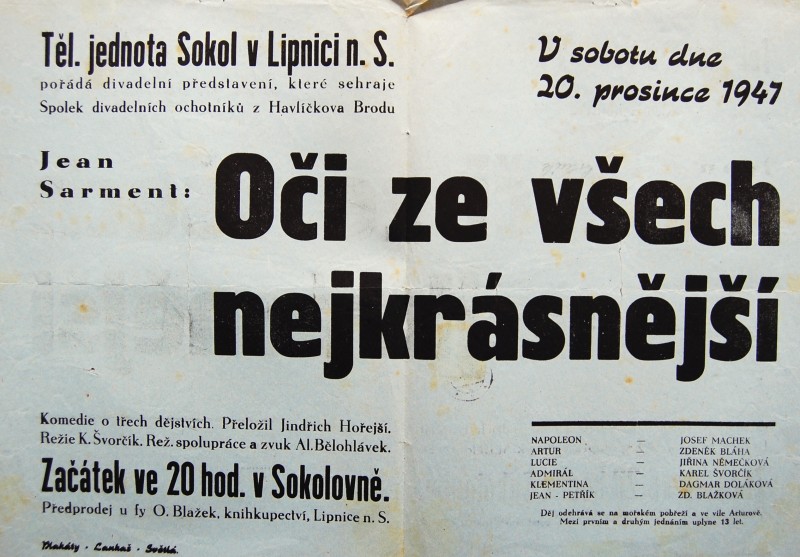 Těl. jednota Sokol v Lipnici n. S.
pořádá divadelní představení, které sehraje
Spolek divadelních ochotníků z Havlíčkova Brodu
V sobotu dne
20. prosince 1947
Jean
Sarment:
Oči ze všech
nejkrásnější
Komedie o třech dějstvích. Přeložil Jindřich Hořejší.
Režie K. Švorčík. Rež. spolupráce a zvuk Al. Bělohlávek.
Začátek ve 20 hod. v Sokolovně.
Předprodej u fy O. Blažek, knihkupectví, Lipnice n. S.
NAPOLEON — JOSEF MACHEK
ARTUR — ZDENĚK BLÁHA
LUCIE — JIŘINA NĚMEČKOVÁ
ADMIRÁL — KAREL ŠVORČÍK
KLEMENTINA — DAGMAR DOLÁKOVÁ
JEAN - PETŘÍK — ZD. BLAŽKOVÁ
Děj odehrává se na mořském pobřeží a ve vile Arturově.
Mezi prvním a druhým jednáním uplyne 13 let.
Plakáty - Lankaš - Světlá.